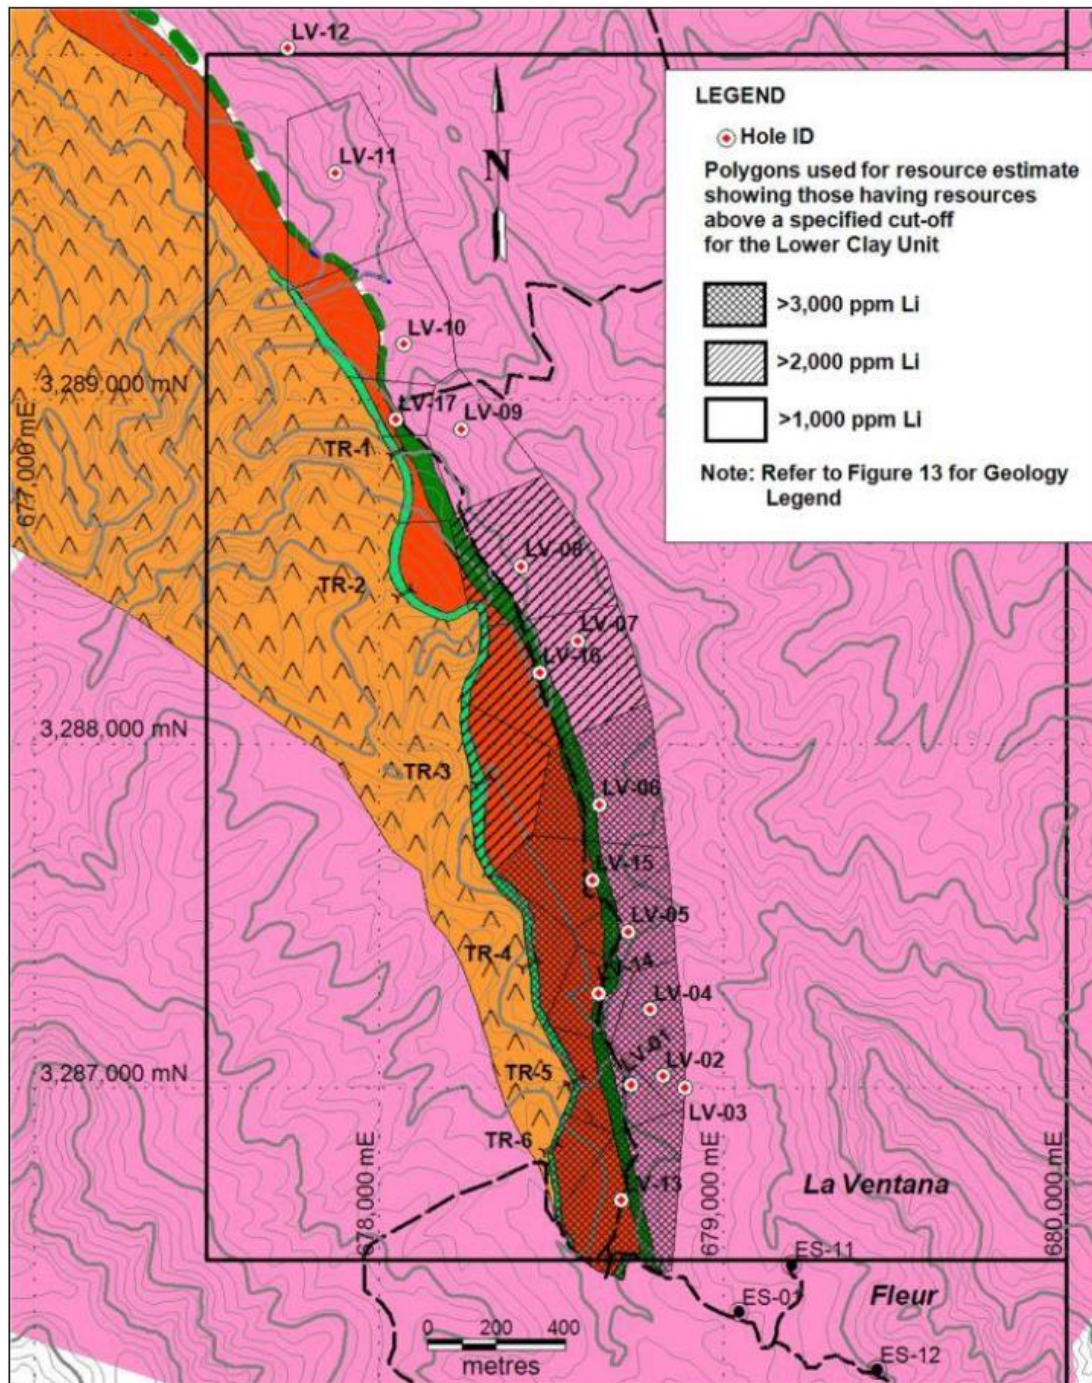 LV-12
LEGEND
Hole ID
Polygons used for resource estimate
showing those having resources
above a specified cut-off
for the Lower Clay Unit
>3,000 ppm Li
>2,000 ppm Li
>1,000 ppm Li
Note: Refer to Figure 13 for Geology
Legend
LV-11
N
LV-10
3,289,000 mN
677,000 mE
LV-17
LV-09
TR-1
LV-08
TR-2
LV-07
LV-16
3,288,000 mN
TR-3
LV-06
LV-15
LV-05
TR-4
LV-14
LV-04
LV-01
LV-02
3,287,000 mN
TR-5
LV-03
TR-6
678,000 mE
679,000 mE
680,000 mE
LV-13
La Ventana
ES-11
ES-01
Fleur
0 200 400
metres
ES-12